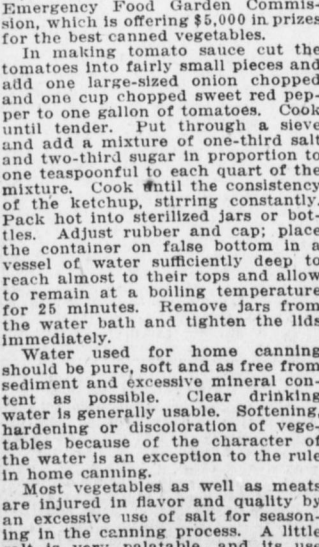 Emergency Food Garden Commis-
sion, which is offering $5,000 in prizes
for the best canned vegetables.
In making tomato sauce cut the
tomatoes into fairly small pieces and
add one large-sized onion chopped
and one cup chopped sweet red pep-
per to one gallon of tomatoes. Cook
until tender. Put through a sieve
and add a mixture of one-third salt
and two-third sugar in proportion to
one teaspoonful to each quart of the
mixture. Cook until the consistency
of the ketchup, stirring constantly.
Pack hot into sterilized jars or bot-
tles. Adjust rubber and cap; place
the container on false bottom in a
vessel of water sufficiently deep to
reach almost to their tops and allow
to remain at a boiling temperature
for 25 minutes. Remove jars from
the water bath and tighten the lids
immediately.
Water used for home canning
should be pure, soft and as free from
sediment and excessive mineral con-
tent as possible. Clear drinking
water is generally usable. Softening,
hardening or discoloration of vege-
tables because of the character of
the water is an exception to the rule
in home canning.
Most vegetables as well as meats
are injured in flavor and quality by
an excessive use of salt for season-
ing in the canning process. A little
salt is very palatable, and its use